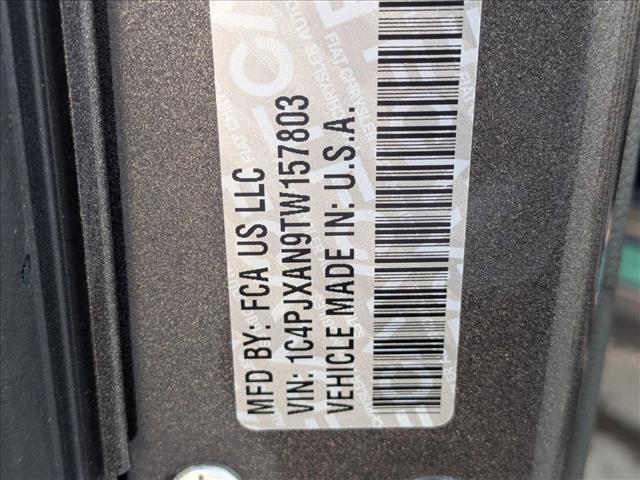 MFD BY: FCA US LLC
VIN: 1C4PJXAN9TW157803
VEHICLE MADE IN: U.S.A.